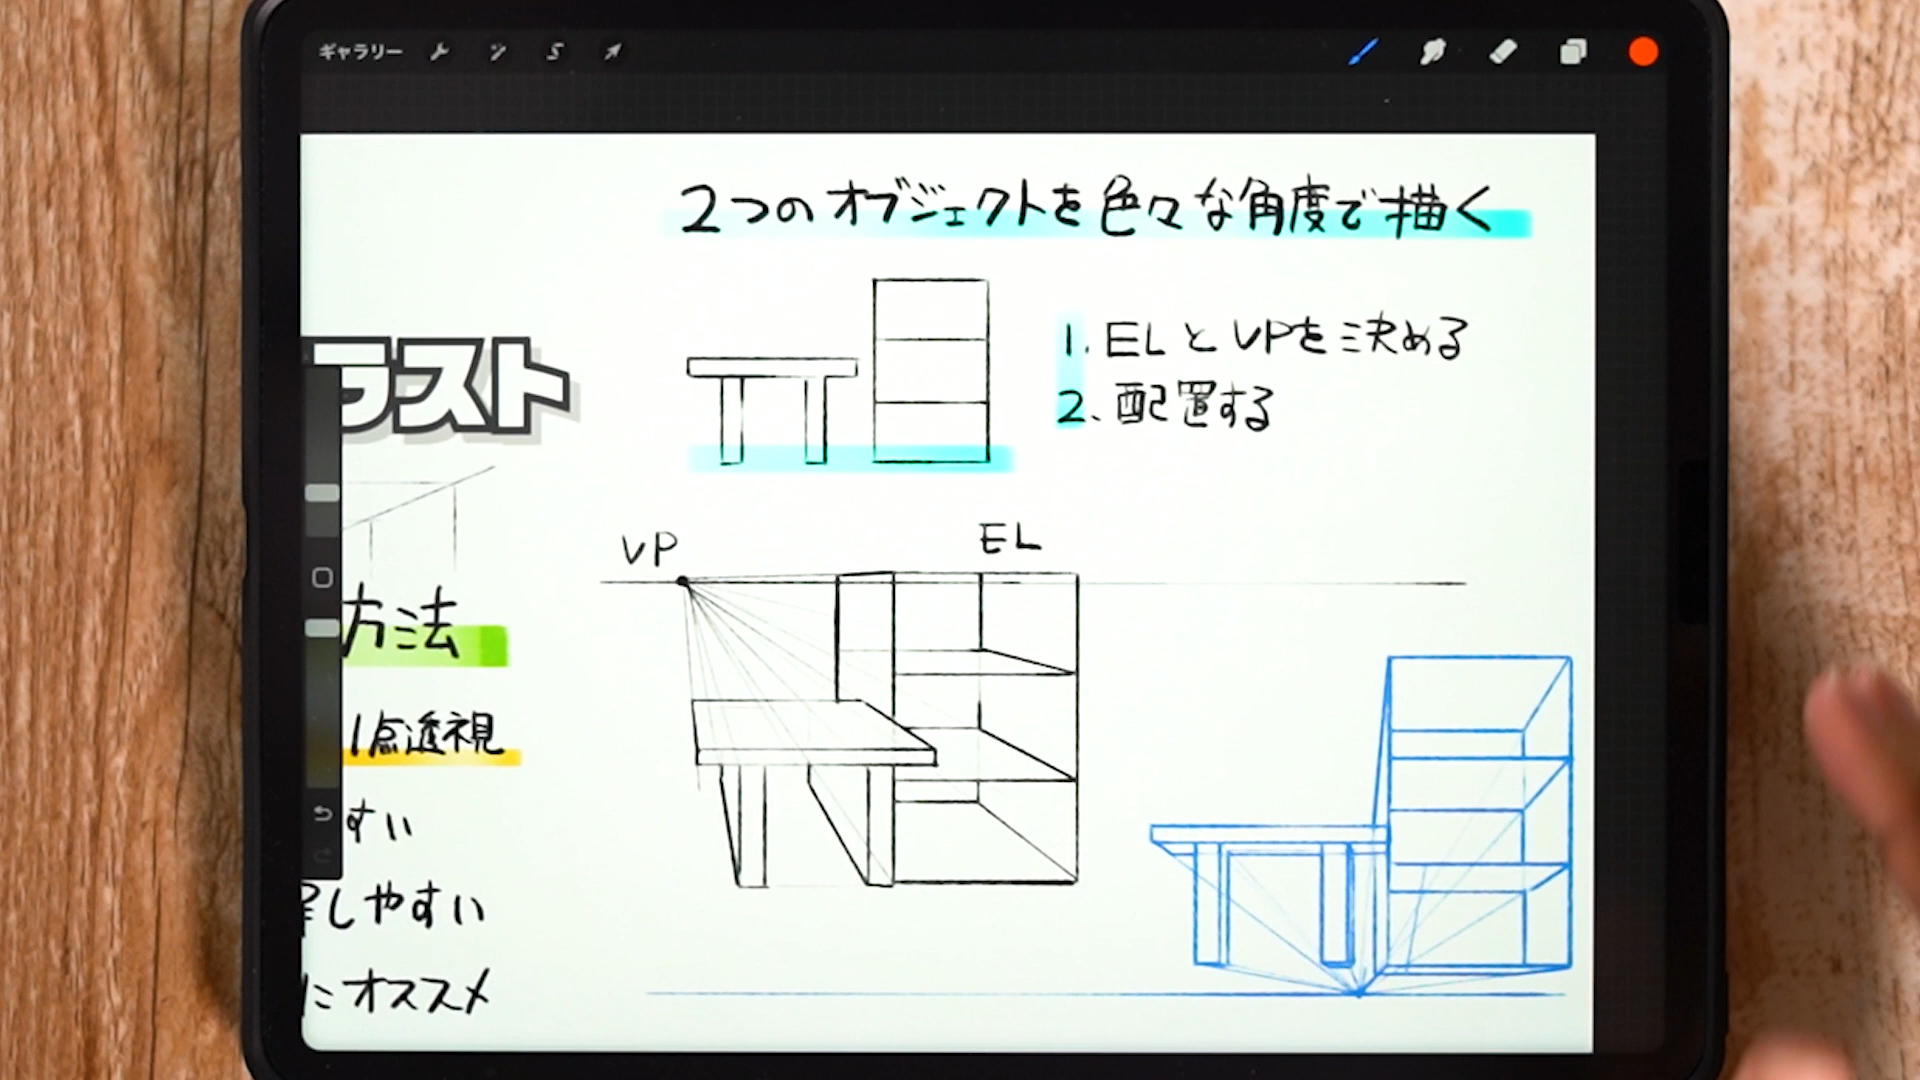 ギャラリー
2つのオブジェクトを色々な角度で描く
1. ELとVPを決める
2. 配置する
ラスト
VP
EL
方法
1点透視
すい
しやすい
にオススメ